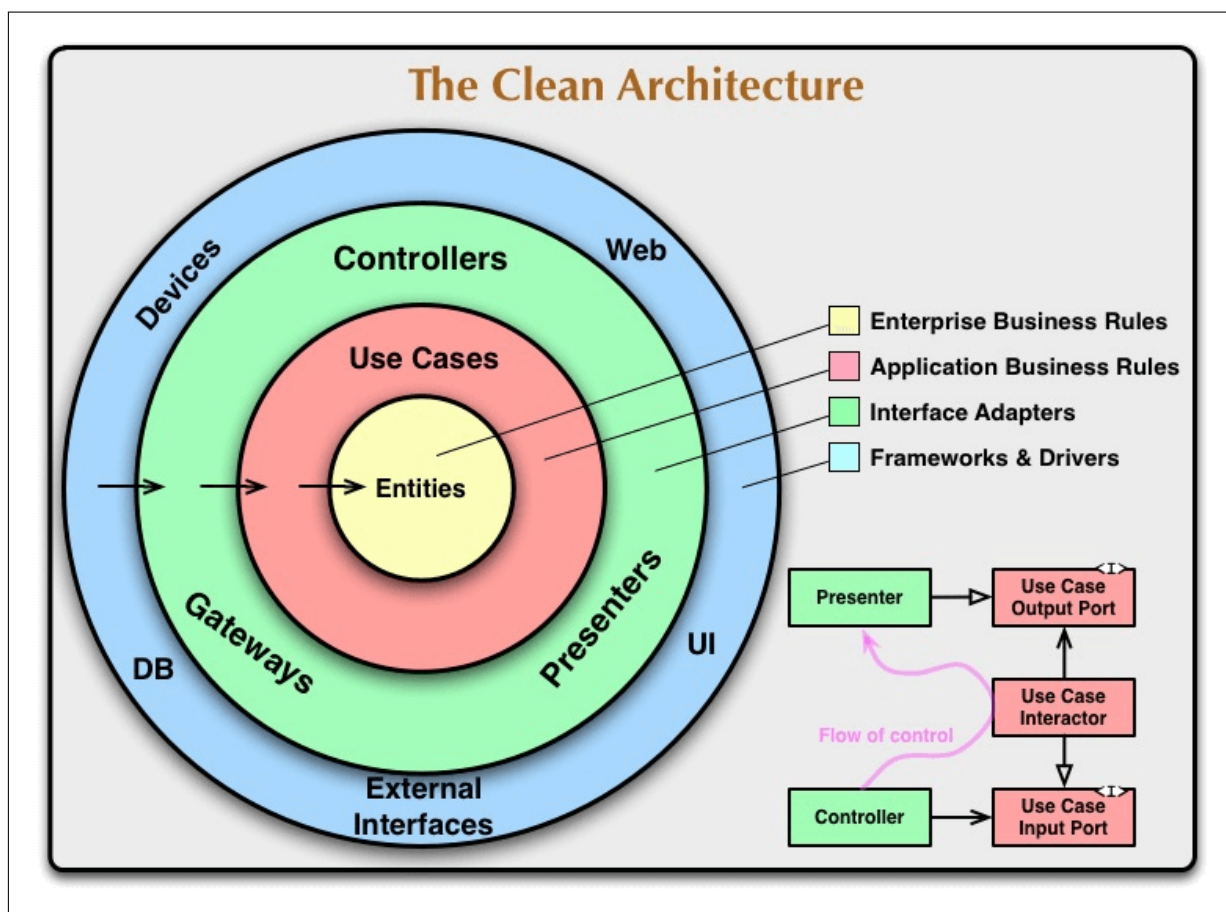 The Clean Architecture
Devices
Controllers
Web
Use Cases
Entities
Gateways
Presenters
DB
UI
External
Interfaces
Enterprise Business Rules
Application Business Rules
Interface Adapters
Frameworks & Drivers
Presenter
<I>
Use Case
Output Port
Use Case
Interactor
Flow of control
Controller
<I>
Use Case
Input Port